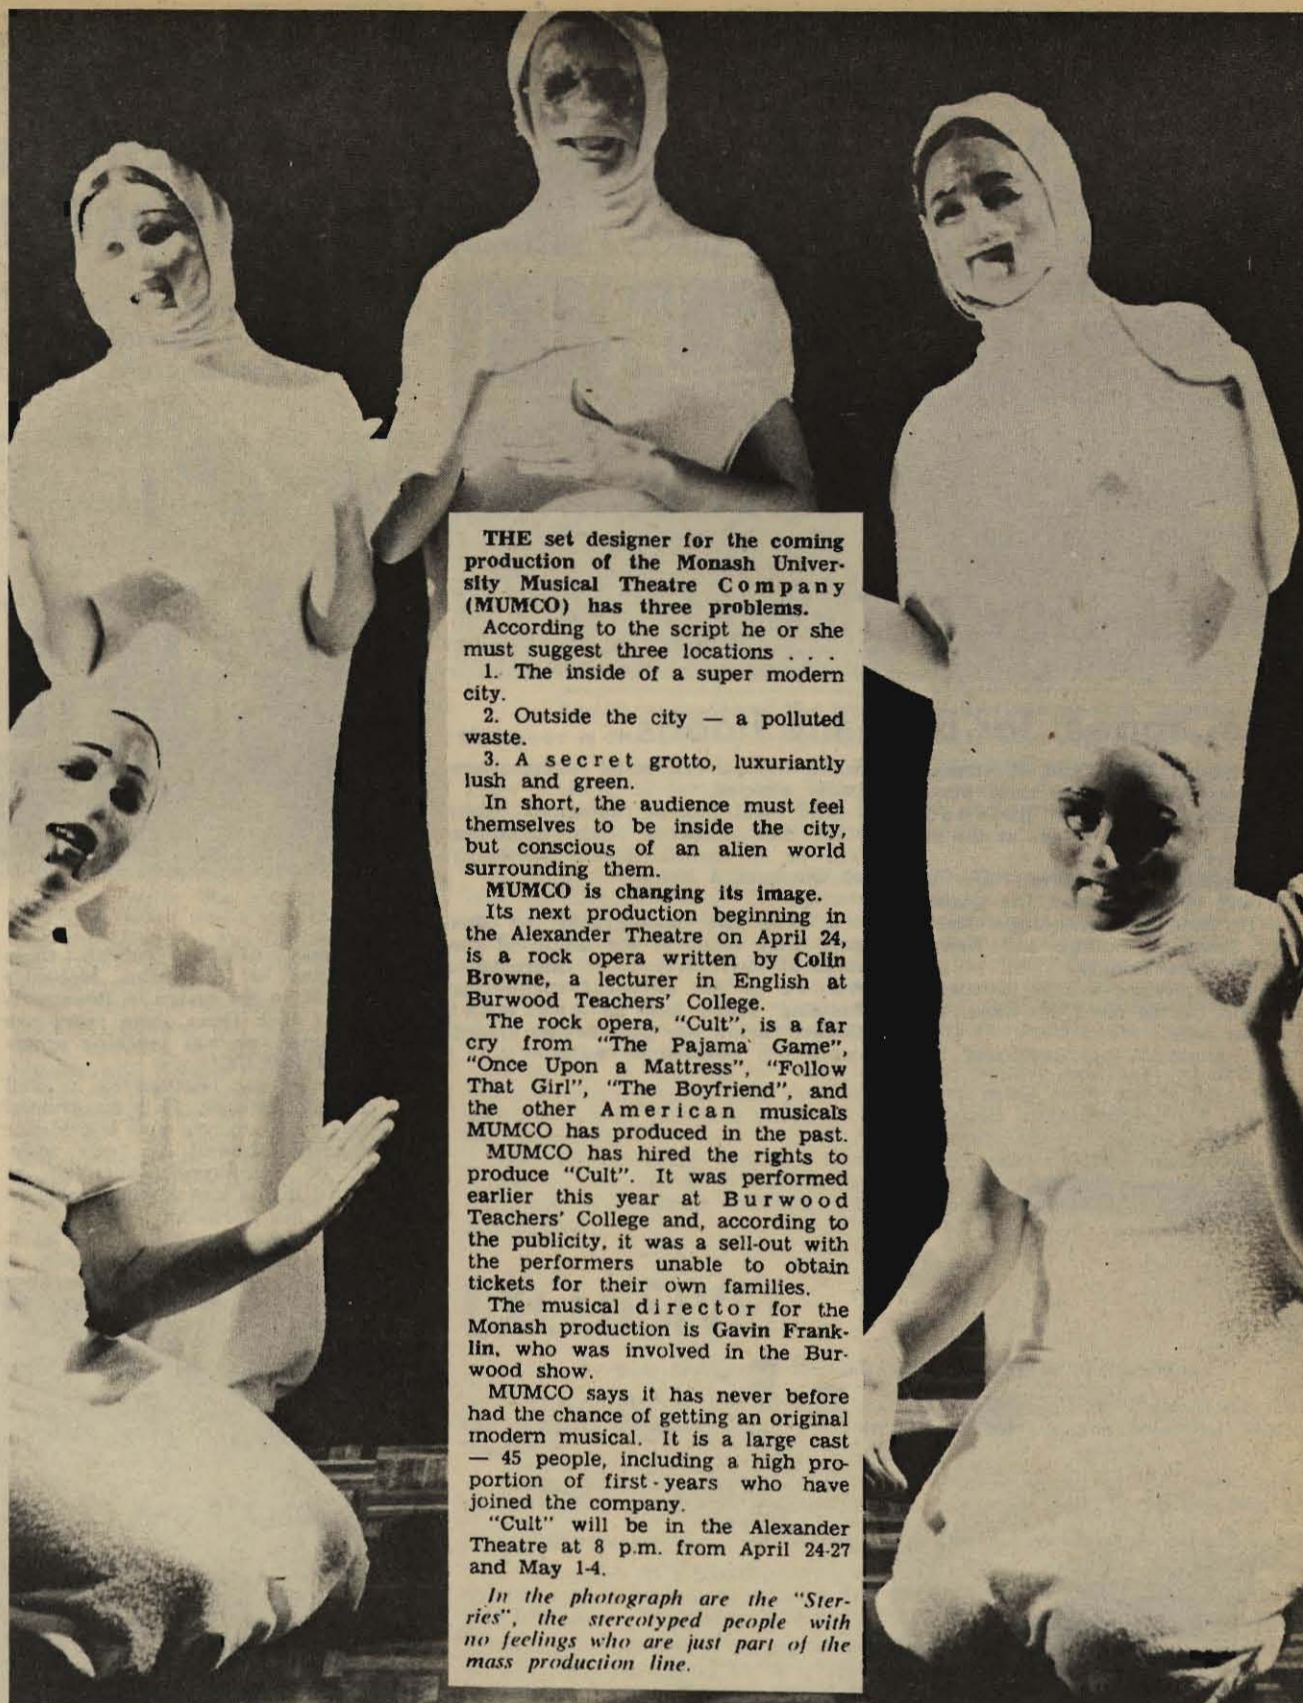 THE set designer for the coming
production of the Monash Univer-
sity Musical Theatre Company
(MUMCO) has three problems.
According to the script he or she
must suggest three locations . . .
1. The inside of a super modern
city.
2. Outside the city — a polluted
waste.
3. A secret grotto, luxuriantly
lush and green.
In short, the audience must feel
themselves to be inside the city,
but conscious of an alien world
surrounding them.
MUMCO is changing its image.
Its next production beginning in
the Alexander Theatre on April 24,
is a rock opera written by Colin
Browne, a lecturer in English at
Burwood Teachers' College.
The rock opera, "Cult", is a far
cry from "The Pajama Game",
"Once Upon a Mattress", "Follow
That Girl", "The Boyfriend", and
the other American musicals
MUMCO has produced in the past.
MUMCO has hired the rights to
produce "Cult". It was performed
earlier this year at Burwood
Teachers' College and, according to
the publicity, it was a sell-out with
the performers unable to obtain
tickets for their own families.
The musical director for the
Monash production is Gavin Frank-
lin, who was involved in the Bur-
wood show.
MUMCO says it has never before
had the chance of getting an original
modern musical. It is a large cast
— 45 people, including a high pro-
portion of first-years who have
joined the company.
"Cult" will be in the Alexander
Theatre at 8 p.m. from April 24-27
and May 1-4.
In the photograph are the "Ster-
ries", the stereotyped people with
no feelings who are just part of the
mass production line.